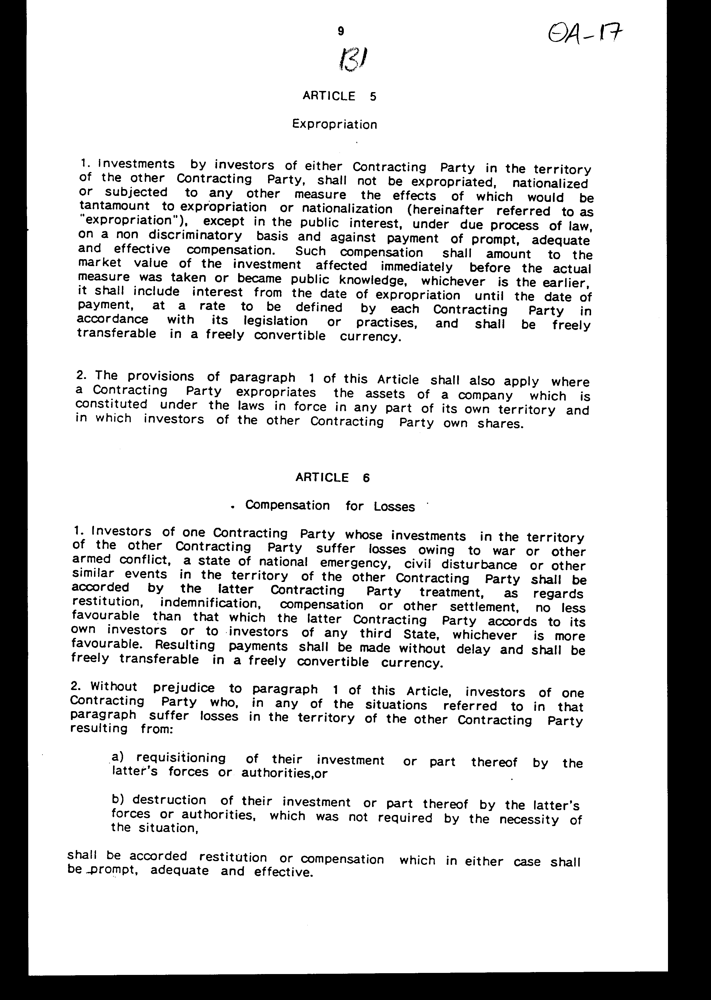 9
ΘA-17
131
ARTICLE 5
Expropriation
1. Investments by investors of either Contracting Party in the territory
of the other Contracting Party, shall not be expropriated, nationalized
or subjected to any other measure the effects of which would be
tantamount to expropriation or nationalization (hereinafter referred to as
"expropriation"), except in the public interest, under due process of law,
on a non discriminatory basis and against payment of prompt, adequate
and effective compensation. Such compensation shall amount to the
market value of the investment affected immediately before the actual
measure was taken or became public knowledge, whichever is the earlier,
it shall include interest from the date of expropriation until the date of
payment, at a rate to be defined by each Contracting Party in
accordance with its legislation or practises, and shall be freely
transferable in a freely convertible currency.
2. The provisions of paragraph 1 of this Article shall also apply where
a Contracting Party expropriates the assets of a company which is
constituted under the laws in force in any part of its own territory and
in which investors of the other Contracting Party own shares.
ARTICLE 6
Compensation for Losses
1. Investors of one Contracting Party whose investments in the territory
of the other Contracting Party suffer losses owing to war or other
armed conflict, a state of national emergency, civil disturbance or other
similar events in the territory of the other Contracting Party shall be
accorded by the latter Contracting Party treatment, as regards
restitution, indemnification, compensation or other settlement, no less
favourable than that which the latter Contracting Party accords to its
own investors or to investors of any third State, whichever is more
favourable. Resulting payments shall be made without delay and shall be
freely transferable in a freely convertible currency.
2. Without prejudice to paragraph 1 of this Article, investors of one
Contracting Party who, in any of the situations referred to in that
paragraph suffer losses in the territory of the other Contracting Party
resulting from:
a) requisitioning of their investment or part thereof by the
latter's forces or authorities,or
b) destruction of their investment or part thereof by the latter's
forces or authorities, which was not required by the necessity of
the situation,
shall be accorded restitution or compensation which in either case shall
be prompt, adequate and effective.